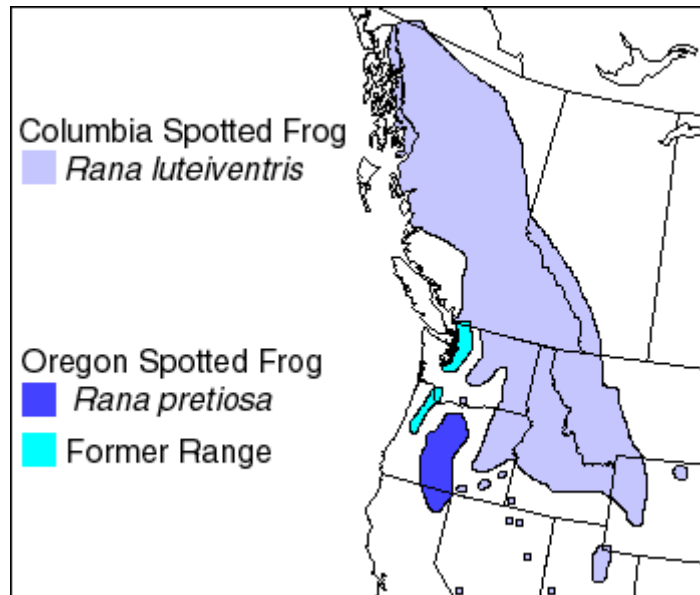 Columbia Spotted Frog
Rana luteiventris
Oregon Spotted Frog
Rana pretiosa
Former Range